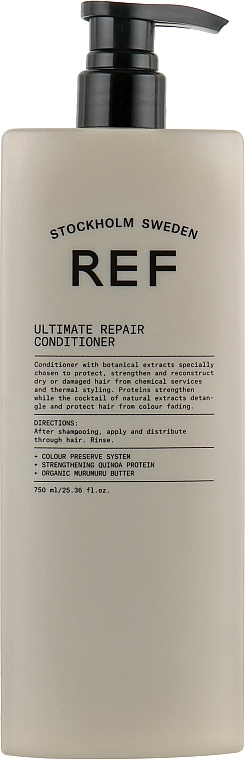 STOCKHOLM SWEDEN
REF
ULTIMATE REPAIR
CONDITIONER
Conditioner with botanical extracts specially
chosen to protect, strengthen and reconstruct
dry or damaged hair from chemical services
and thermal styling. Proteins strengthen
while the cocktail of natural extracts detan-
gle and protect hair from colour fading.
DIRECTIONS:
After shampooing, apply and distribute
through hair. Rinse.
+ COLOUR PRESERVE SYSTEM
+ STRENGTHENING QUINOA PROTEIN
+ ORGANIC MURUMURU BUTTER
750 ml/25.36 fl.oz.